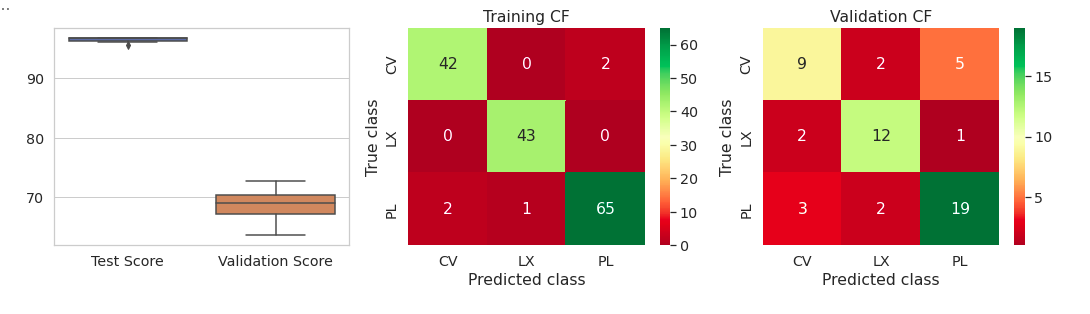 ..
90
80
70
Test Score
Validation Score
Training CF
True class
CV
LX
PL
42 0 2
0 43 0
2 1 65
CV LX PL
Predicted class
60
50
40
30
20
10
0
Validation CF
True class
CV
LX
PL
9 2 5
2 12 1
3 2 19
CV LX PL
Predicted class
15
10
5